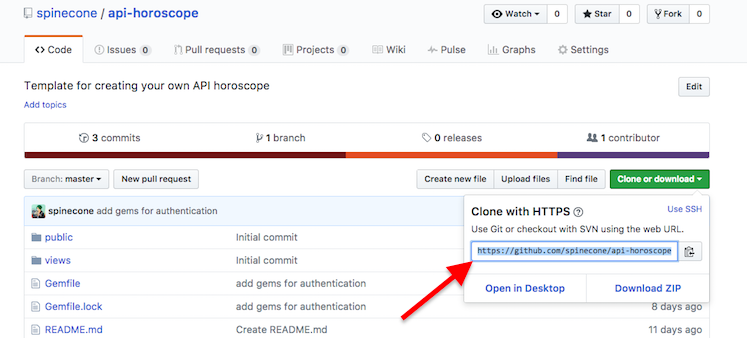 spinecone / api-horoscope
Watch 0 Star 0 Fork 0
Code Issues 0 Pull requests 0 Projects 0 Wiki Pulse Graphs Settings
Template for creating your own API horoscope Edit
Add topics
3 commits 1 branch 0 releases 1 contributor
Branch: master New pull request Create new file Upload files Find file Clone or download
spinecone add gems for authentication
public Initial commit
views Initial commit
Gemfile add gems for authentication
Gemfile.lock add gems for authentication 8 days ago
README.md Create README.md 11 days ago
Clone with HTTPS Use SSH
Use Git or checkout with SVN using the web URL.
https://github.com/spinecone/api-horoscope
Open in Desktop Download ZIP